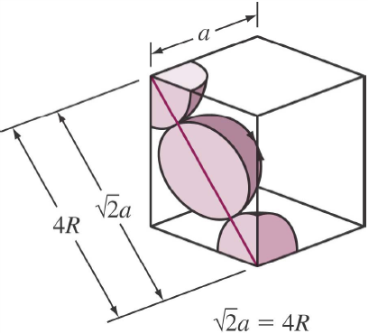 a
√2a
4R
√2a = 4R